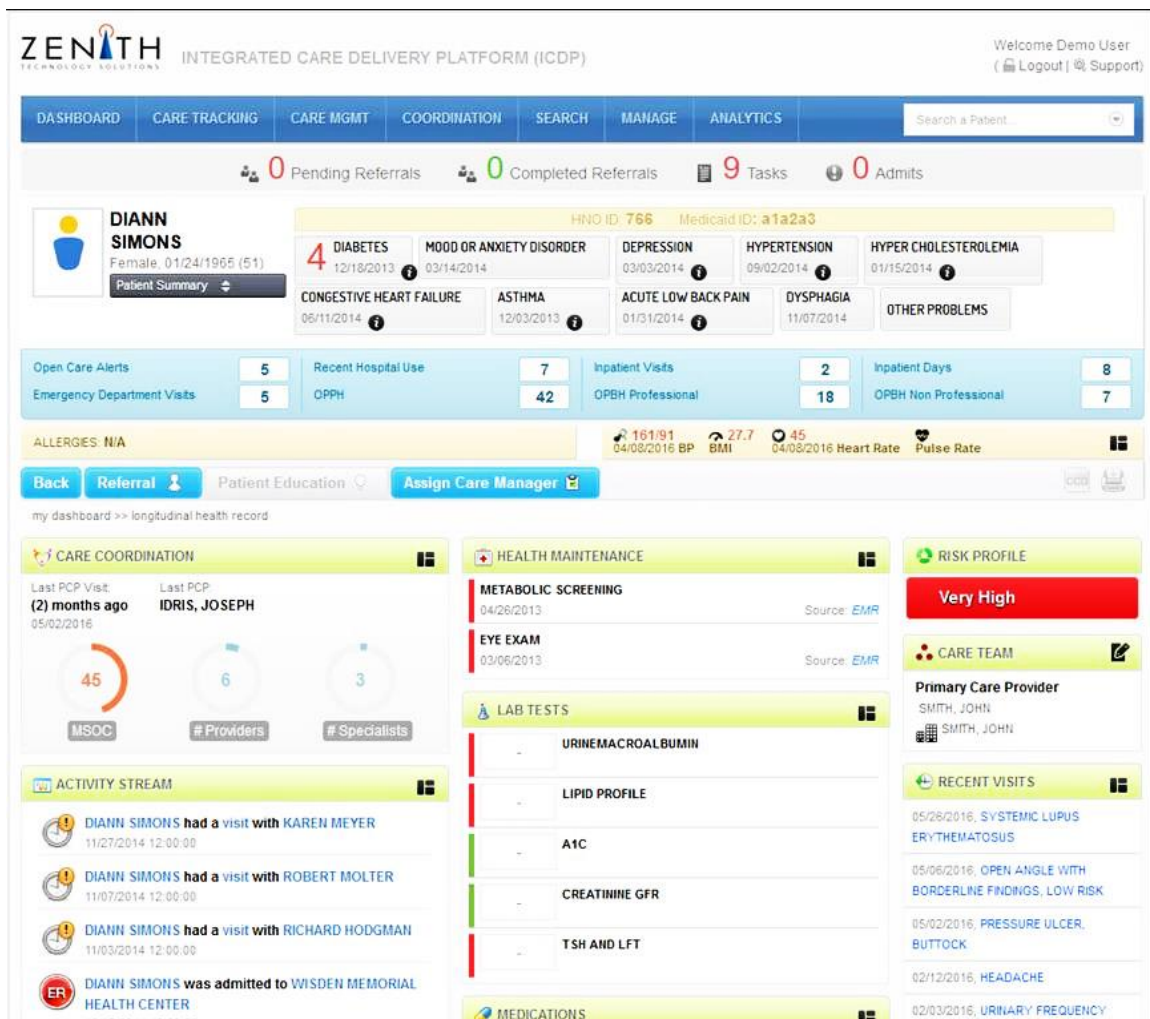 ZENITH
TECHNOLOGY SOLUTIONS
INTEGRATED CARE DELIVERY PLATFORM (ICDP)
Welcome Demo User
( Logout | Support)
DASHBOARD CARE TRACKING CARE MGMT COORDINATION SEARCH MANAGE ANALYTICS Search a Patient...
0 Pending Referrals 0 Completed Referrals 9 Tasks 0 Admits
DIANN
SIMONS
Female, 01/24/1965 (51)
Patient Summary
HNO ID: 766 Medicaid ID: a1a2a3
4 DIABETES MOOD OR ANXIETY DISORDER DEPRESSION HYPERTENSION HYPER CHOLESTEROLEMIA
12/18/2013 03/14/2014 03/03/2014 09/02/2014 01/15/2014
CONGESTIVE HEART FAILURE ASTHMA ACUTE LOW BACK PAIN DYSPHAGIA OTHER PROBLEMS
06/11/2014 12/03/2013 01/31/2014 11/07/2014
Open Care Alerts 5 Recent Hospital Use 7 Inpatient Visits 2 Inpatient Days 8
Emergency Department Visits 5 OPPH 42 OPBH Professional 18 OPBH Non Professional 7
ALLERGIES: N/A
161/91 27.7 45
04/08/2016 BP BMI 04/08/2016 Heart Rate Pulse Rate
Back Referral Patient Education Assign Care Manager CCD
my dashboard >> longitudinal health record
CARE COORDINATION
Last PCP Visit: Last PCP:
(2) months ago IDRIS, JOSEPH
05/02/2016
45 6 3
MSOC # Providers # Specialists
ACTIVITY STREAM
DIANN SIMONS had a visit with KAREN MEYER
11/27/2014 12:00:00
DIANN SIMONS had a visit with ROBERT MOLTER
11/07/2014 12:00:00
DIANN SIMONS had a visit with RICHARD HODGMAN
11/03/2014 12:00:00
ER
DIANN SIMONS was admitted to WISDEN MEMORIAL
HEALTH CENTER
HEALTH MAINTENANCE
METABOLIC SCREENING
04/26/2013 Source: EMR
EYE EXAM
03/06/2013 Source: EMR
LAB TESTS
- URINEMACROALBUMIN
- LIPID PROFILE
- A1C
- CREATININE GFR
- TSH AND LFT
MEDICATIONS
RISK PROFILE
Very High
CARE TEAM
Primary Care Provider
SMITH, JOHN
SMITH, JOHN
RECENT VISITS
05/26/2016, SYSTEMIC LUPUS
ERYTHEMATOSUS
05/06/2016, OPEN ANGLE WITH
BORDERLINE FINDINGS, LOW RISK
05/02/2016, PRESSURE ULCER,
BUTTOCK
02/12/2016, HEADACHE
02/03/2016, URINARY FREQUENCY